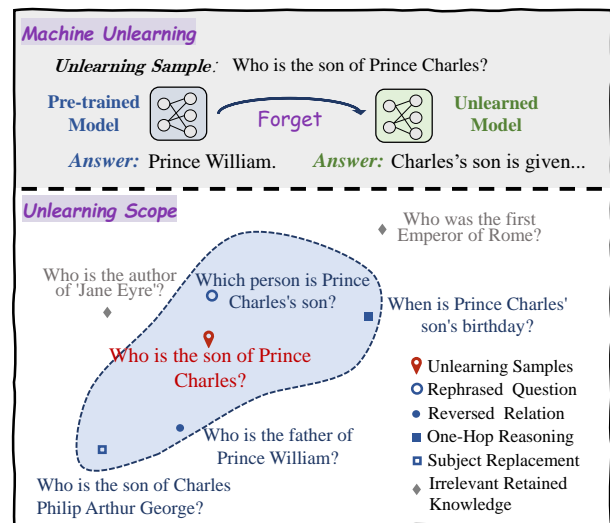 Machine Unlearning
Unlearning Sample: Who is the son of Prince Charles?
Pre-trained
Model
Forget
Unlearned
Model
Answer: Prince William.
Answer: Charles's son is given...
Unlearning Scope
Who was the first
Emperor of Rome?
Who is the author
of 'Jane Eyre'?
Which person is Prince
Charles's son?
When is Prince Charles'
son's birthday?
Who is the son of Prince
Charles?
Who is the father of
Prince William?
Who is the son of Charles
Philip Arthur George?
Unlearning Samples
Rephrased Question
Reversed Relation
One-Hop Reasoning
Subject Replacement
Irrelevant Retained
Knowledge